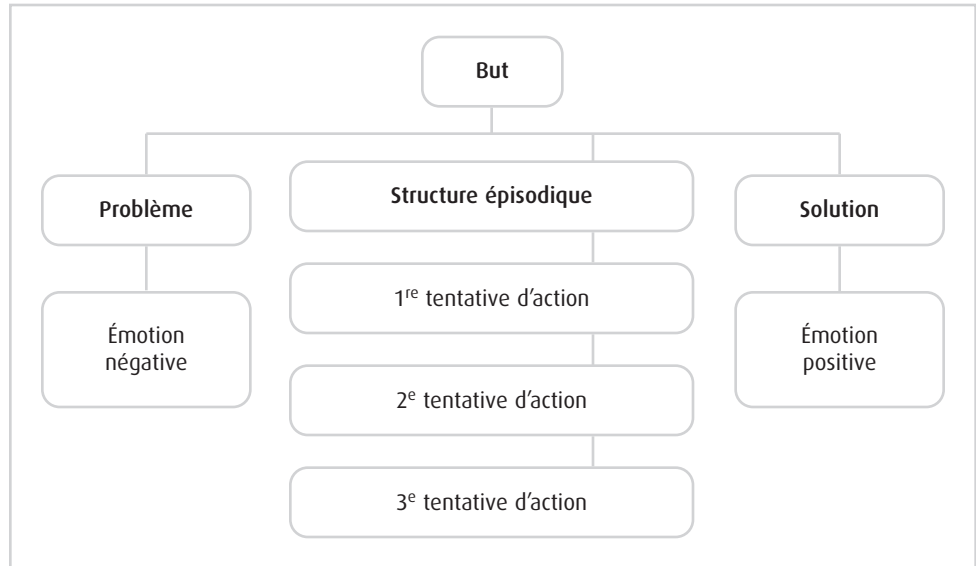 But
Problème
Structure épisodique
Solution
Émotion
négative
1re tentative d’action
2e tentative d’action
3e tentative d’action
Émotion
positive